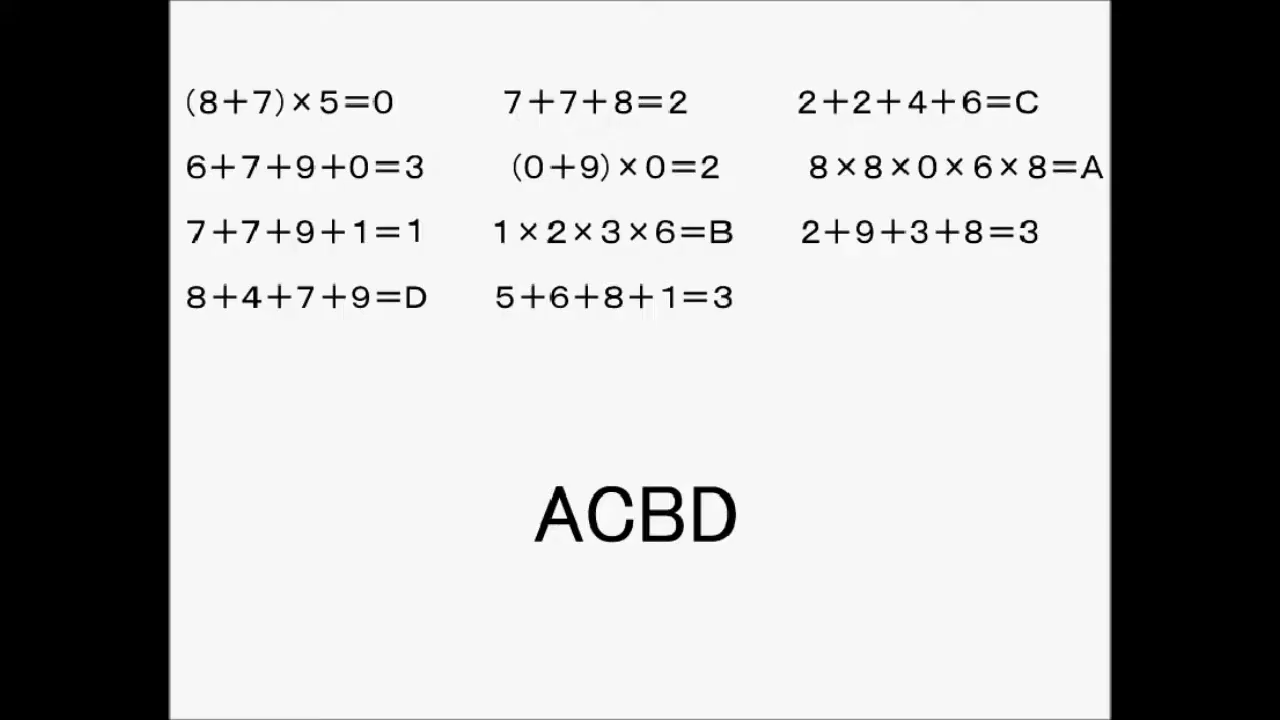 (8+7)×5=0 7+7+8=2 2+2+4+6=C
6+7+9+0=3 (0+9)×0=2 8×8×0×6×8=A
7+7+9+1=1 1×2×3×6=B 2+9+3+8=3
8+4+7+9=D 5+6+8+1=3
ACBD